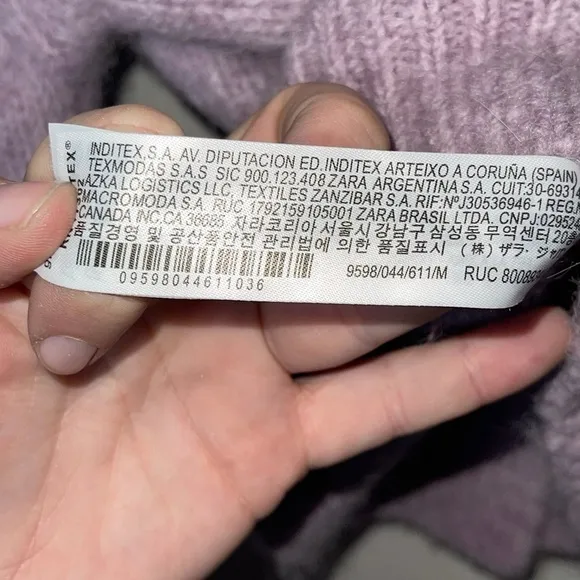 INDITEX,S.A. AV. DIPUTACION ED.INDITEX ARTEIXO A CORUÑA (SPAIN)
TEXMODAS S.A.S SIC 900.123.408 ZARA ARGENTINA S.A. CUIT:30-6931
AZKA LOGISTICS LLC, TEXTILES ZANZIBAR S.A. RIF:NºJ30536946-1 REG.
MACROMODA S.A. RUC 1792159105001 ZARA BRASIL LTDA. CNPJ:02952
CANADA INC.CA 36685 자라코리아 서울시 강남구 삼성동 무역센터
품질경영 및 공산품안전 관리법에 의한 품질표시 (株) ザラ・ジャ
9598/044/611/M RUC 8008
09598044611036
TEX®